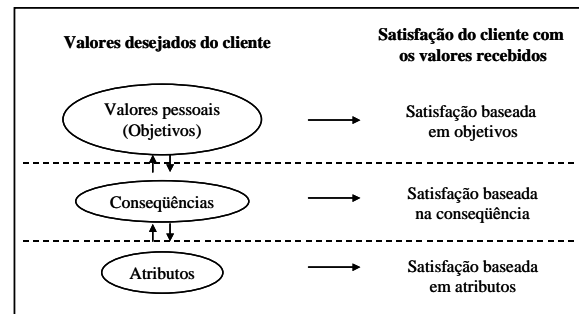 Valores desejados do cliente
Satisfação do cliente com
os valores recebidos
Valores pessoais
(Objetivos)
Satisfação baseada
em objetivos
Conseqüências
Satisfação baseada
na conseqüência
Atributos
Satisfação baseada
em atributos